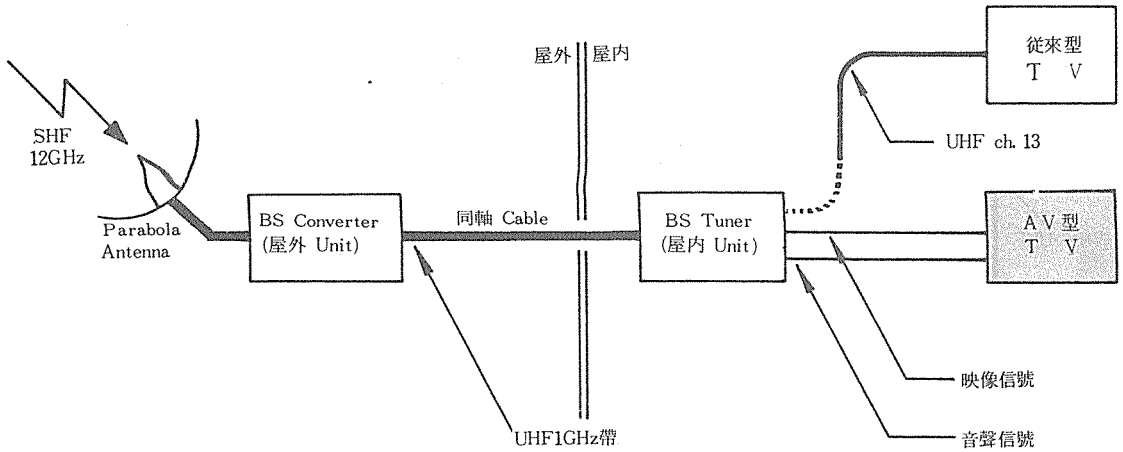 屋外
屋内
従來型
T V
SHF
12GHz
UHF ch. 13
Parabola
Antenna
BS Converter
(屋外 Unit)
同軸 Cable
BS Tuner
(屋内 Unit)
AV型
T V
映像信號
UHF1GHz帶
音聲信號